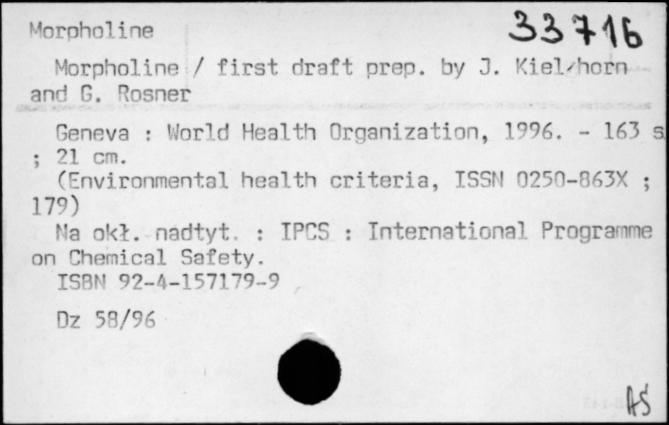 Morpholine
33716
Morpholine / first draft prep. by J. Kielhorn
and G. Rosner
Geneva : World Health Organization, 1996. - 163 s
; 21 cm.
(Environmental health criteria, ISSN 0250-863X ;
179)
Na okł. nadtyt. : IPCS : International Programme
on Chemical Safety.
ISBN 92-4-157179-9
Dz 58/96
AŚ